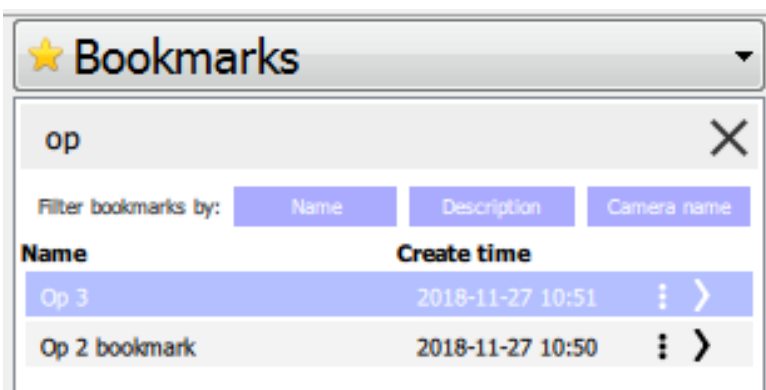 Bookmarks
op
Filter bookmarks by: Name Description Camera name
Name Create time
Op 3 2018-11-27 10:51
Op 2 bookmark 2018-11-27 10:50